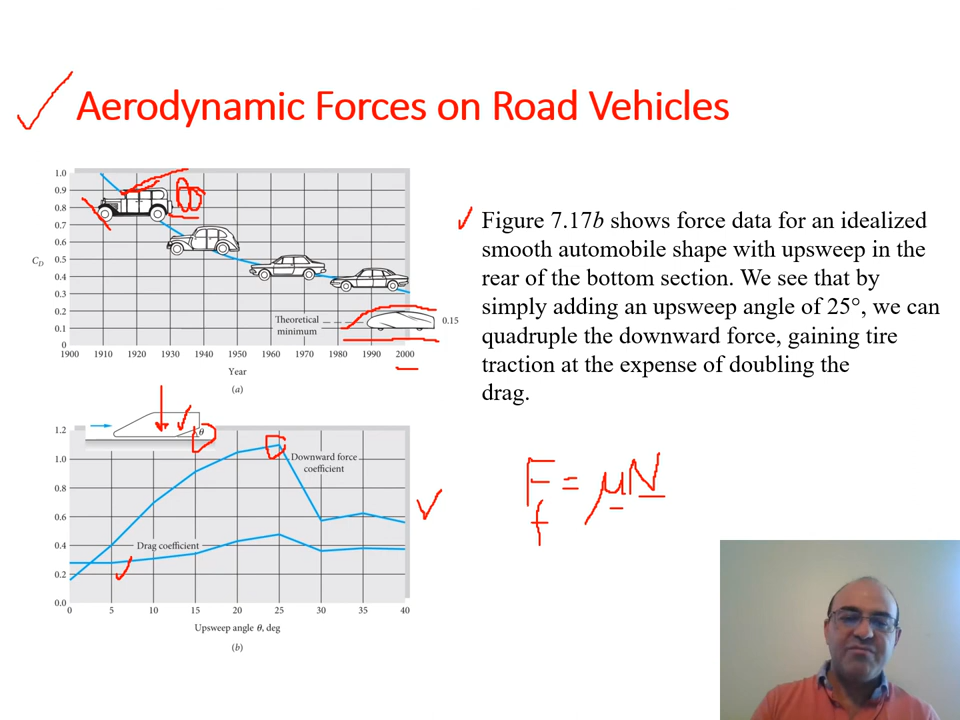 Aerodynamic Forces on Road Vehicles
1.0
0.9
0.8
0.7
0.6
0.5
0.4
0.3
0.2
0.1
0
C_D
Theoretical
minimum
0.15
1900 1910 1920 1930 1940 1950 1960 1970 1980 1990 2000
Year
(a)
Figure 7.17b shows force data for an idealized
smooth automobile shape with upsweep in the
rear of the bottom section. We see that by
simply adding an upsweep angle of 25°, we can
quadruple the downward force, gaining tire
traction at the expense of doubling the
drag.
1.2
1.0
0.8
0.6
0.4
0.2
0.0
θ
Downward force
coefficient
Drag coefficient
0 5 10 15 20 25 30 35 40
Upsweep angle θ, deg
(b)
F = μN
f